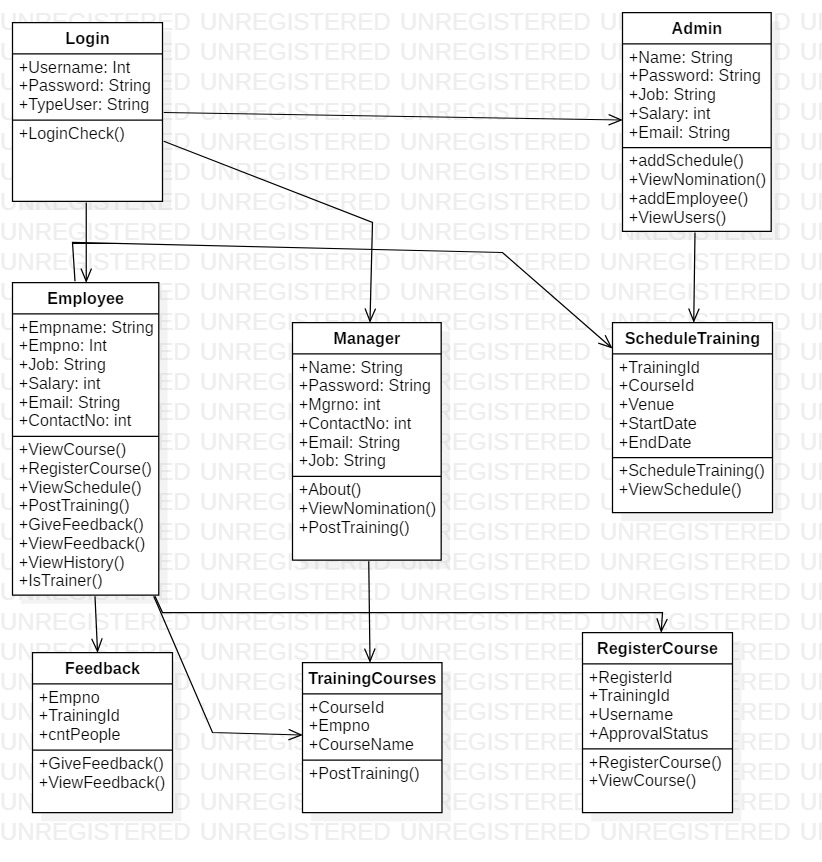 Login
+Username: Int
+Password: String
+TypeUser: String
+LoginCheck()
Admin
+Name: String
+Password: String
+Job: String
+Salary: int
+Email: String
+addSchedule()
+ViewNomination()
+addEmployee()
+ViewUsers()
Employee
+Empname: String
+Empno: Int
+Job: String
+Salary: int
+Email: String
+ContactNo: int
+ViewCourse()
+RegisterCourse()
+ViewSchedule()
+PostTraining()
+GiveFeedback()
+ViewFeedback()
+ViewHistory()
+IsTrainer()
Manager
+Name: String
+Password: String
+Mgrno: int
+ContactNo: int
+Email: String
+Job: String
+About()
+ViewNomination()
+PostTraining()
ScheduleTraining
+TrainingId
+CourseId
+Venue
+StartDate
+EndDate
+ScheduleTraining()
+ViewSchedule()
Feedback
+Empno
+TrainingId
+cntPeople
+GiveFeedback()
+ViewFeedback()
TrainingCourses
+CourseId
+Empno
+CourseName
+PostTraining()
RegisterCourse
+RegisterId
+TrainingId
+Username
+ApprovalStatus
+RegisterCourse()
+ViewCourse()
UNREGISTERED UNREGISTERED UNREGISTERED UNREGISTERED